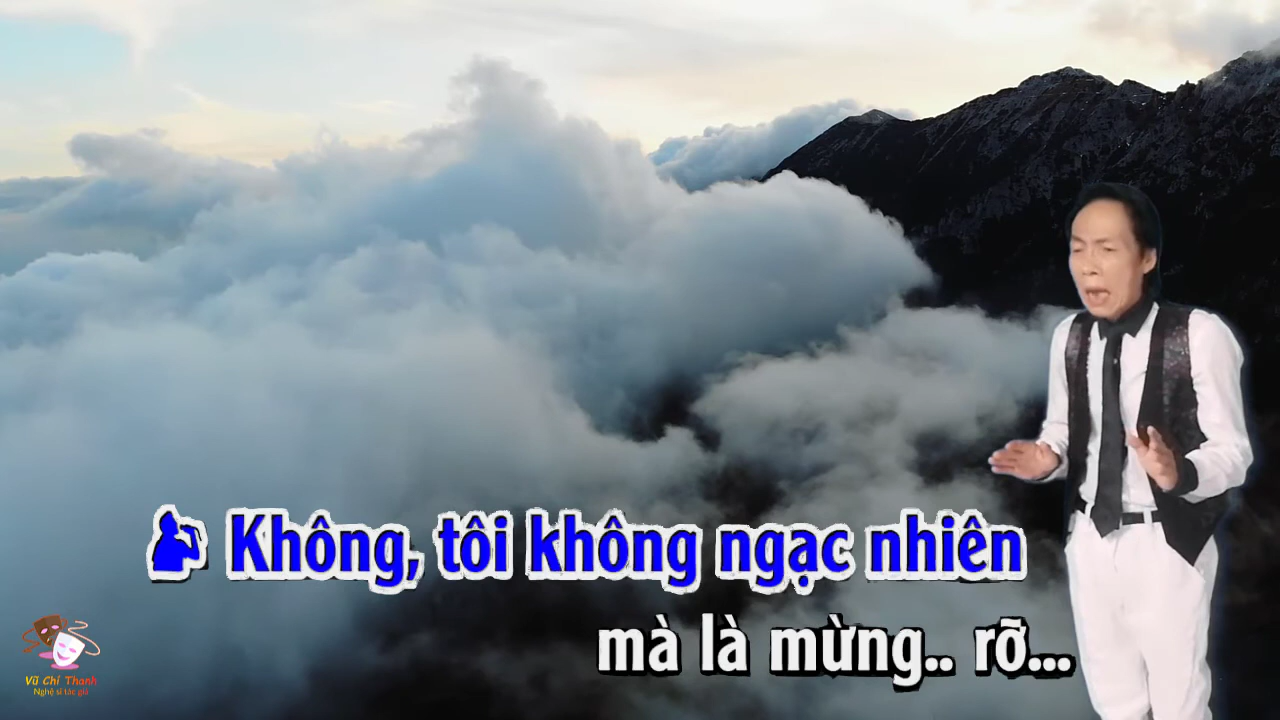 Không, tôi không ngạc nhiên
mà là mừng.. rỡ...
Vũ Chí Thanh
Nghệ sĩ tác giả